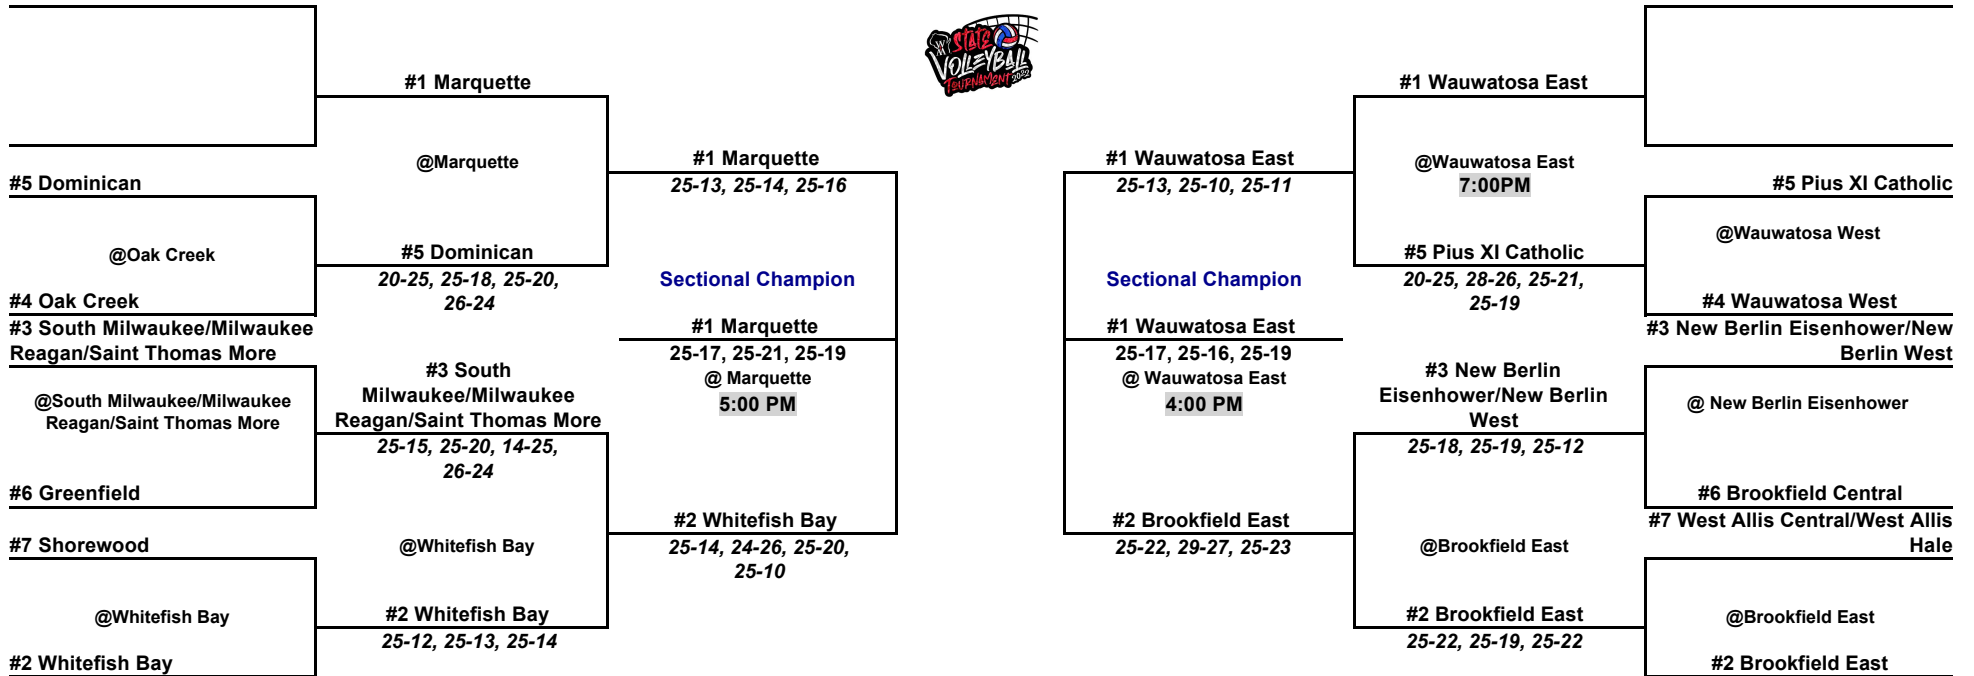 STATE
VOLLEYBALL
TOURNAMENT 2022
#1 Marquette
@Marquette
#5 Dominican
@Oak Creek
#4 Oak Creek
#5 Dominican
20-25, 25-18, 25-20,
26-24
#3 South Milwaukee/Milwaukee
Reagan/Saint Thomas More
@South Milwaukee/Milwaukee
Reagan/Saint Thomas More
#6 Greenfield
#3 South
Milwaukee/Milwaukee
Reagan/Saint Thomas More
25-15, 25-20, 14-25,
26-24
#7 Shorewood
@Whitefish Bay
#2 Whitefish Bay
@Whitefish Bay
#2 Whitefish Bay
25-12, 25-13, 25-14
#1 Marquette
25-13, 25-14, 25-16
Sectional Champion
#1 Marquette
25-17, 25-21, 25-19
@ Marquette
5:00 PM
#2 Whitefish Bay
25-14, 24-26, 25-20,
25-10
#1 Wauwatosa East
25-13, 25-10, 25-11
Sectional Champion
#1 Wauwatosa East
25-17, 25-16, 25-19
@ Wauwatosa East
4:00 PM
#2 Brookfield East
25-22, 29-27, 25-23
#1 Wauwatosa East
@Wauwatosa East
7:00PM
#5 Pius XI Catholic
20-25, 28-26, 25-21,
25-19
#3 New Berlin
Eisenhower/New Berlin
West
25-18, 25-19, 25-12
@Brookfield East
#2 Brookfield East
25-22, 25-19, 25-22
#5 Pius XI Catholic
@Wauwatosa West
#4 Wauwatosa West
#3 New Berlin Eisenhower/New
Berlin West
@ New Berlin Eisenhower
#6 Brookfield Central
#7 West Allis Central/West Allis
Hale
@Brookfield East
#2 Brookfield East